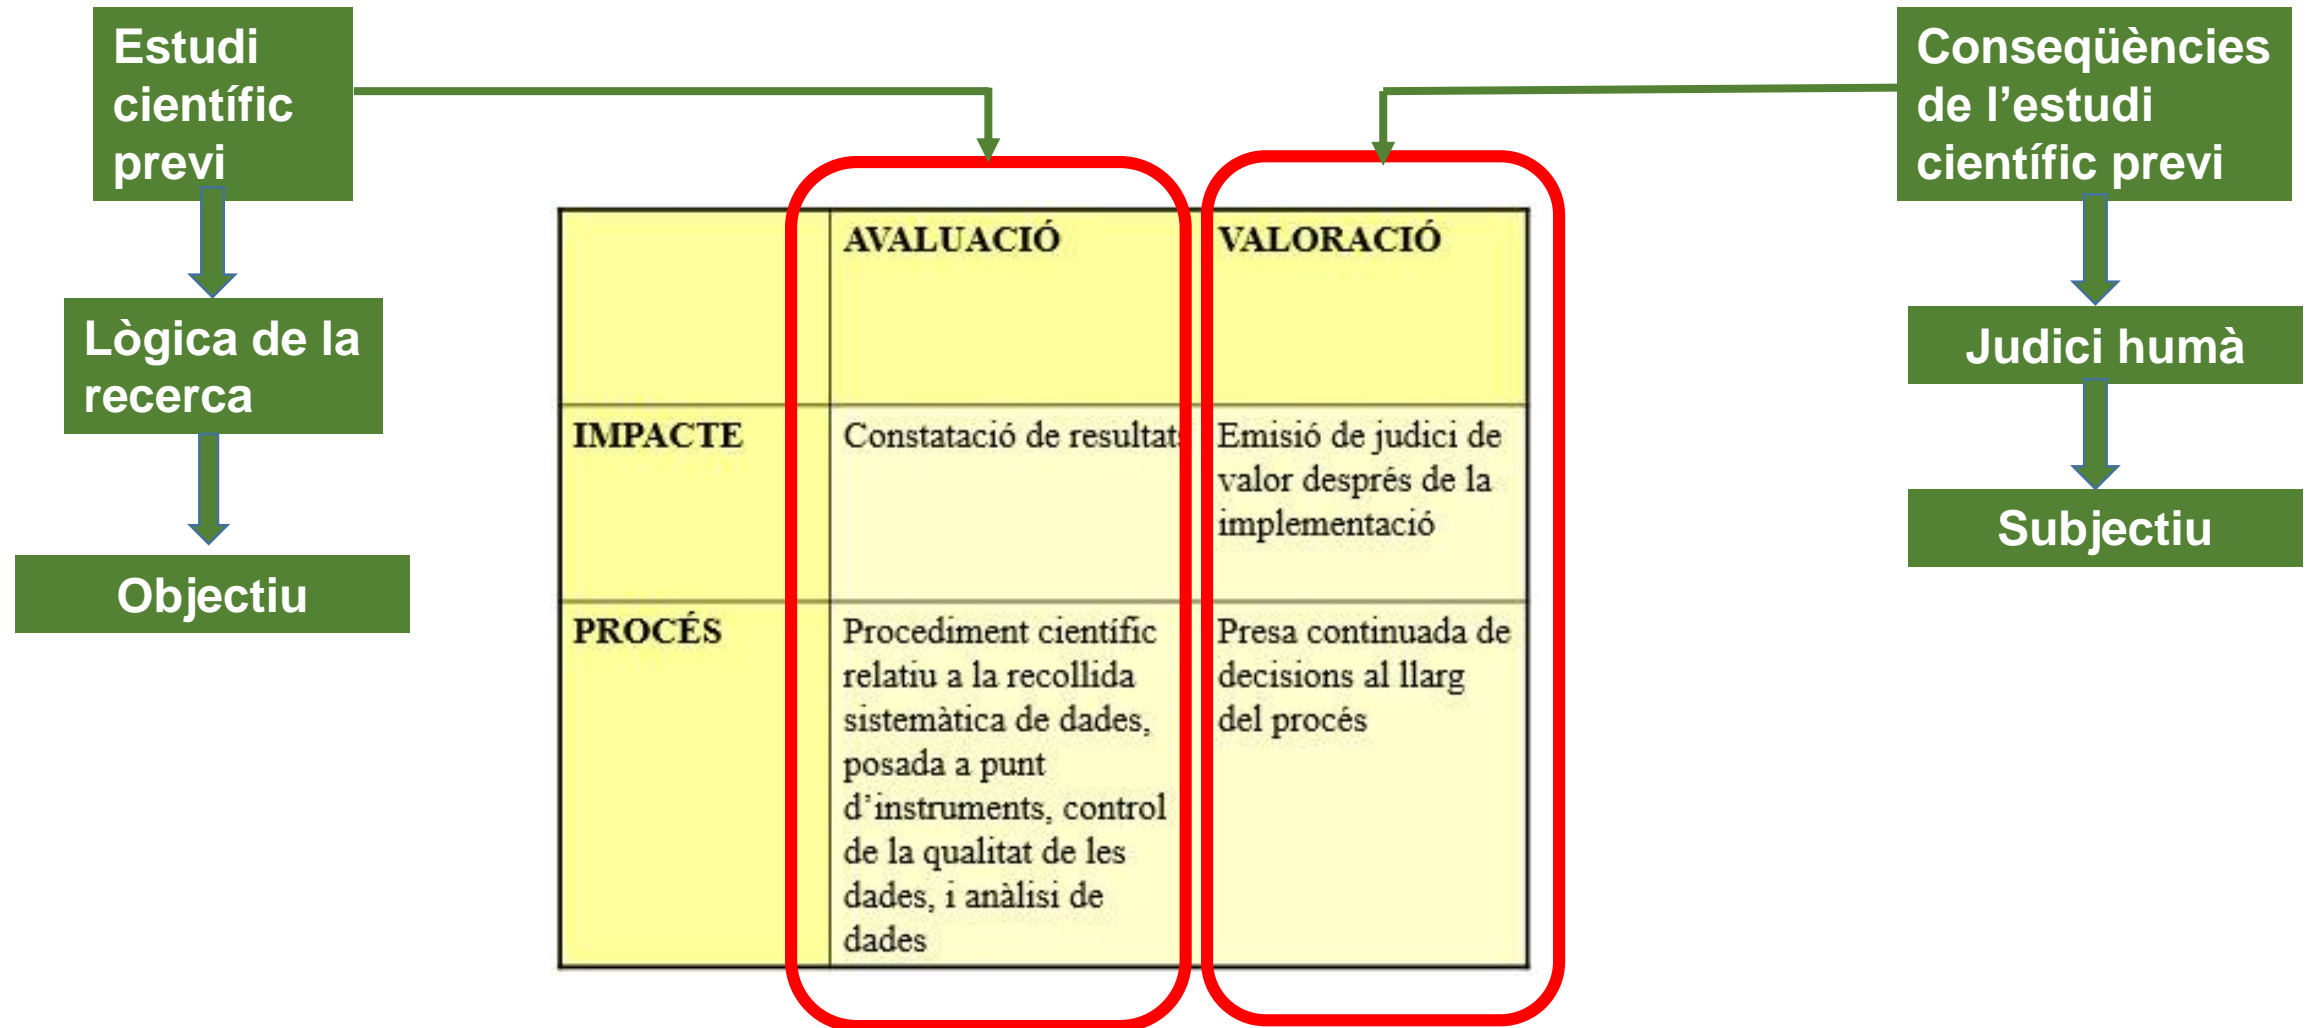 Estudi
científic
previ
Lògica de la
recerca
Objectiu
AVALUACIÓ
VALORACIÓ
IMPACTE
Constatació de resultats
Emisió de judici de
valor després de la
implementació
PROCÉS
Procediment científic
relatiu a la recollida
sistemàtica de dades,
posada a punt
d’instruments, control
de la qualitat de les
dades, i anàlisi de
dades
Presa continuada de
decisions al llarg
del procés
Conseqüències
de l’estudi
científic previ
Judici humà
Subjectiu